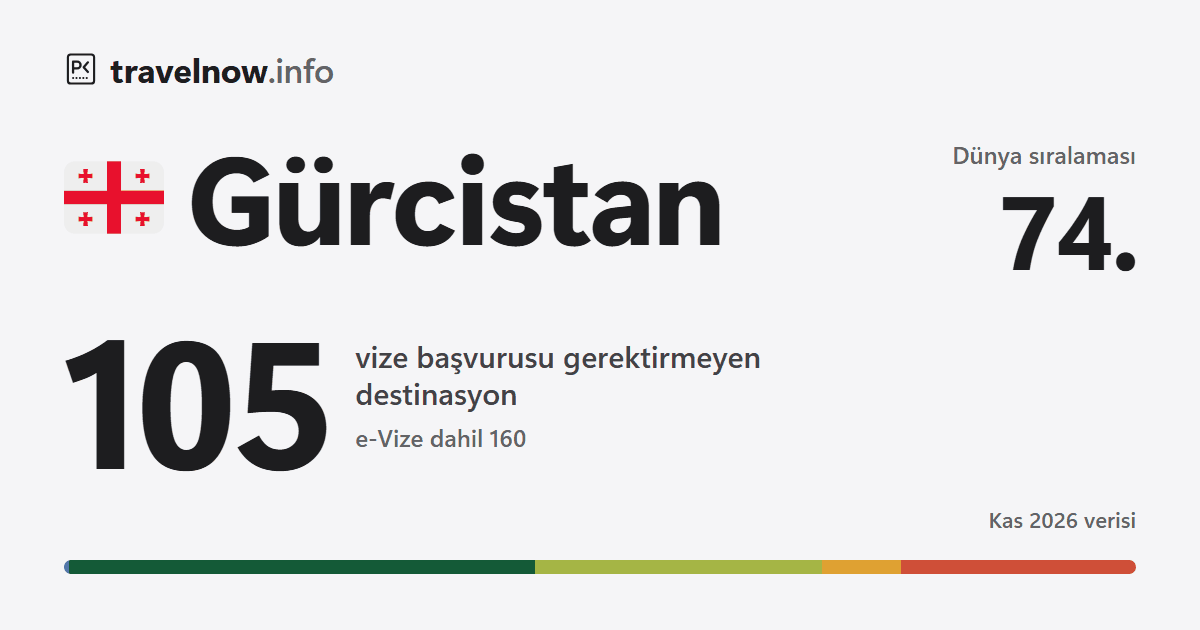 travelnow.info
Gürcistan
Dünya sıralaması
74.
105
vize başvurusu gerektirmeyen
destinasyon
e-Vize dahil 160
Kas 2026 verisi